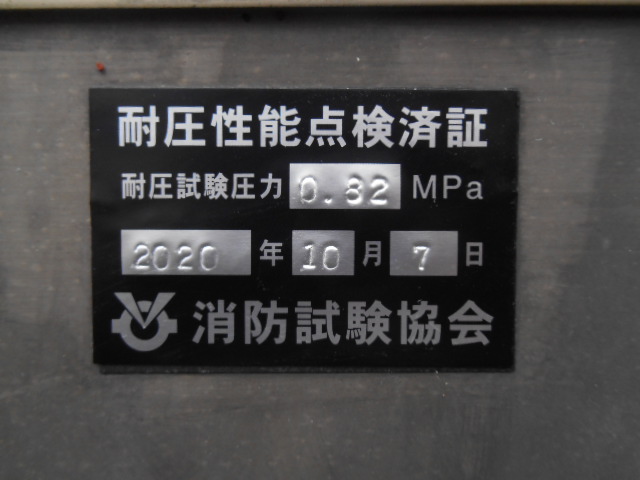 耐圧性能点検済証
耐圧試験圧力 0.82 MPa
2020 年 10 月 7 日
消防試験協会